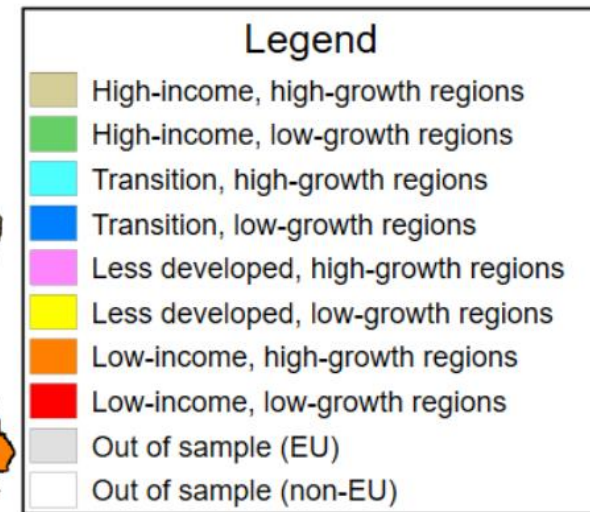 Legend
High-income, high-growth regions
High-income, low-growth regions
Transition, high-growth regions
Transition, low-growth regions
Less developed, high-growth regions
Less developed, low-growth regions
Low-income, high-growth regions
Low-income, low-growth regions
Out of sample (EU)
Out of sample (non-EU)